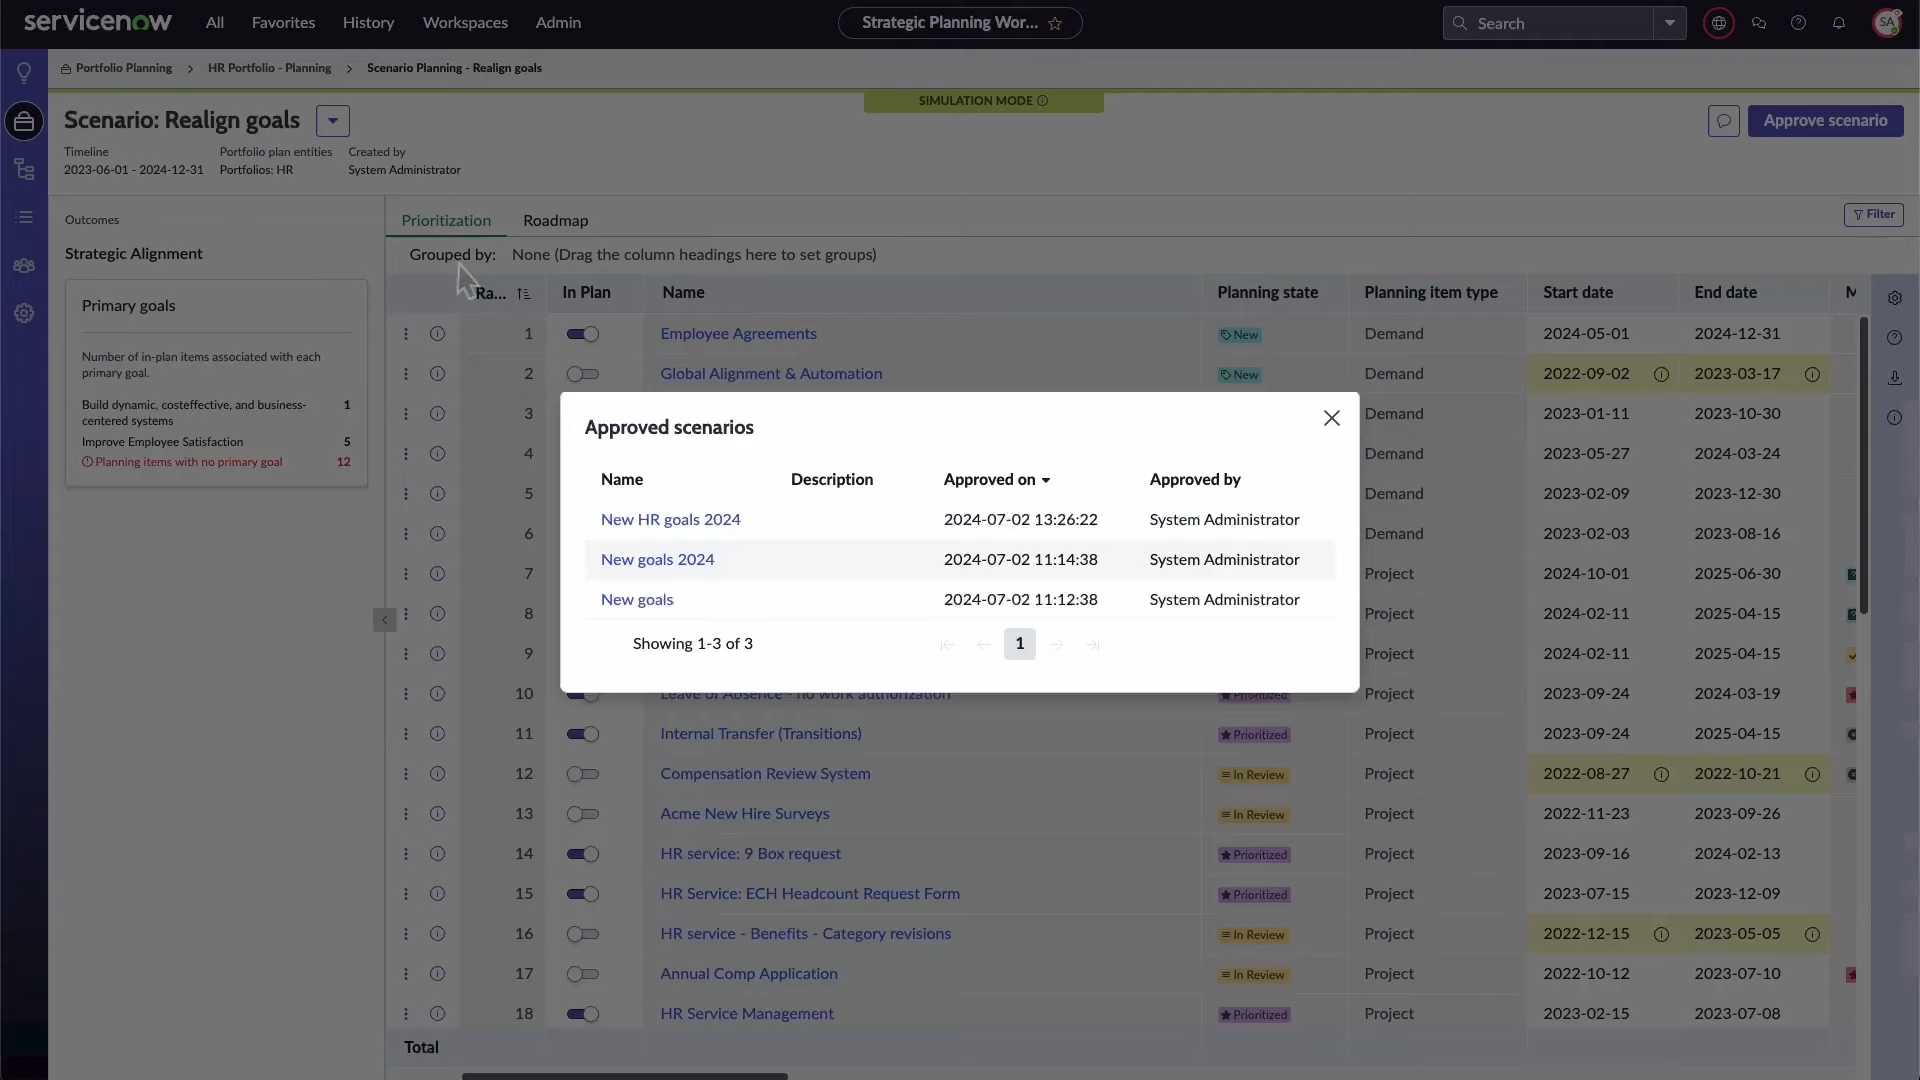 servicenow
All Favorites History Workspaces Admin
Strategic Planning Wor...
Search
SA
Portfolio Planning > HR Portfolio - Planning > Scenario Planning - Realign goals
SIMULATION MODE
Scenario: Realign goals
Approve scenario
Timeline Portfolio plan entities Created by
2023-06-01 - 2024-12-31 Portfolios: HR System Administrator
Outcomes
Prioritization Roadmap
Filter
Strategic Alignment
Grouped by: None (Drag the column headings here to set groups)
Primary goals
Number of in-plan items associated with each
primary goal.
Build dynamic, costeffective, and business-
centered systems 1
Improve Employee Satisfaction 5
Planning items with no primary goal 12
Ra... In Plan Name Planning state Planning item type Start date End date
1 Employee Agreements New Demand 2024-05-01 2024-12-31
2 Global Alignment & Automation New Demand 2022-09-02 2023-03-17
3 Demand 2023-01-11 2023-10-30
4 Demand 2023-05-27 2024-03-24
5 Demand 2023-02-09 2023-12-30
6 Demand 2023-02-03 2023-08-16
7 Project 2024-10-01 2025-06-30
8 Project 2024-02-11 2025-04-15
9 Project 2024-02-11 2025-04-15
10 Leave of Absence - no work authorization Prioritized Project 2023-09-24 2024-03-19
11 Internal Transfer (Transitions) Prioritized Project 2023-09-24 2025-04-15
12 Compensation Review System In Review Project 2022-08-27 2022-10-21
13 Acme New Hire Surveys In Review Project 2022-11-23 2023-09-26
14 HR service: 9 Box request Prioritized Project 2023-09-16 2024-02-13
15 HR Service: ECH Headcount Request Form Prioritized Project 2023-07-15 2023-12-09
16 HR service - Benefits - Category revisions In Review Project 2022-12-15 2023-05-05
17 Annual Comp Application In Review Project 2022-10-12 2023-07-10
18 HR Service Management Prioritized Project 2023-02-15 2023-07-08
Total
Approved scenarios
Name Description Approved on Approved by
New HR goals 2024 2024-07-02 13:26:22 System Administrator
New goals 2024 2024-07-02 11:14:38 System Administrator
New goals 2024-07-02 11:12:38 System Administrator
Showing 1-3 of 3 1